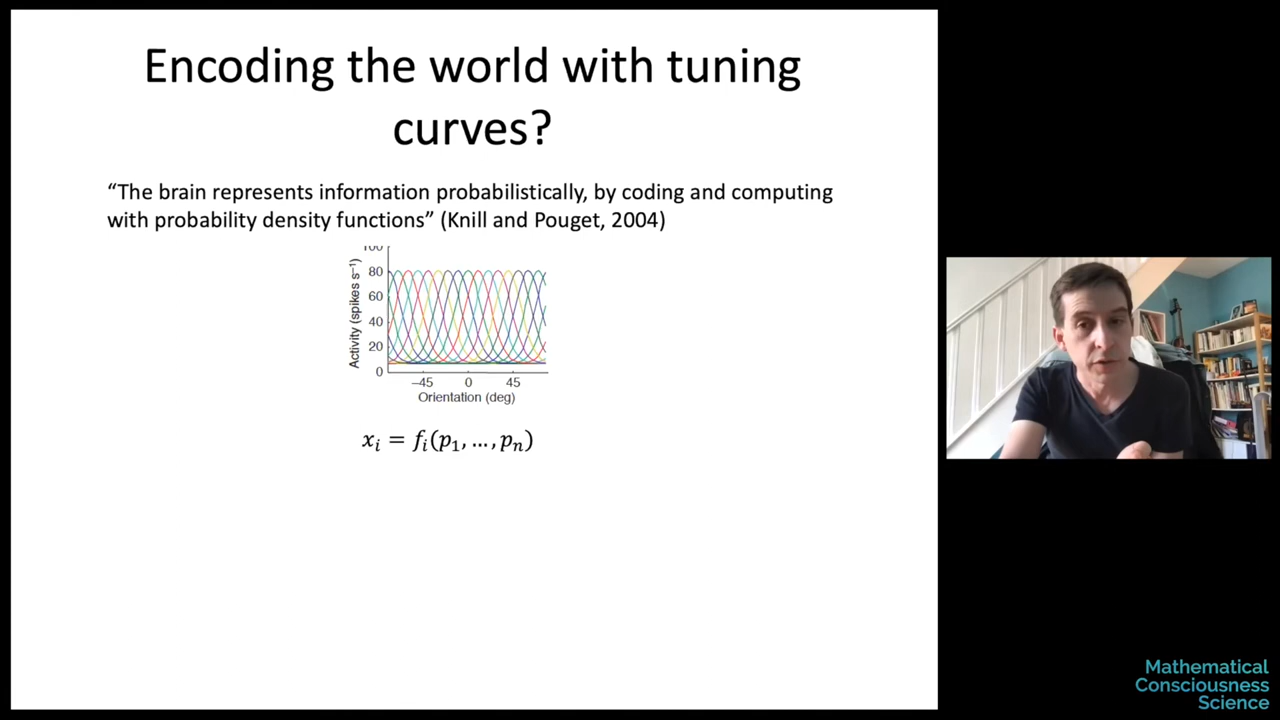 Encoding the world with tuning
curves?
“The brain represents information probabilistically, by coding and computing
with probability density functions” (Knill and Pouget, 2004)
100
80
60
40
20
0
Activity (spikes s⁻¹)
−45 0 45
Orientation (deg)
xᵢ = fᵢ(p₁, …, pₙ)
Mathematical
Consciousness
Science